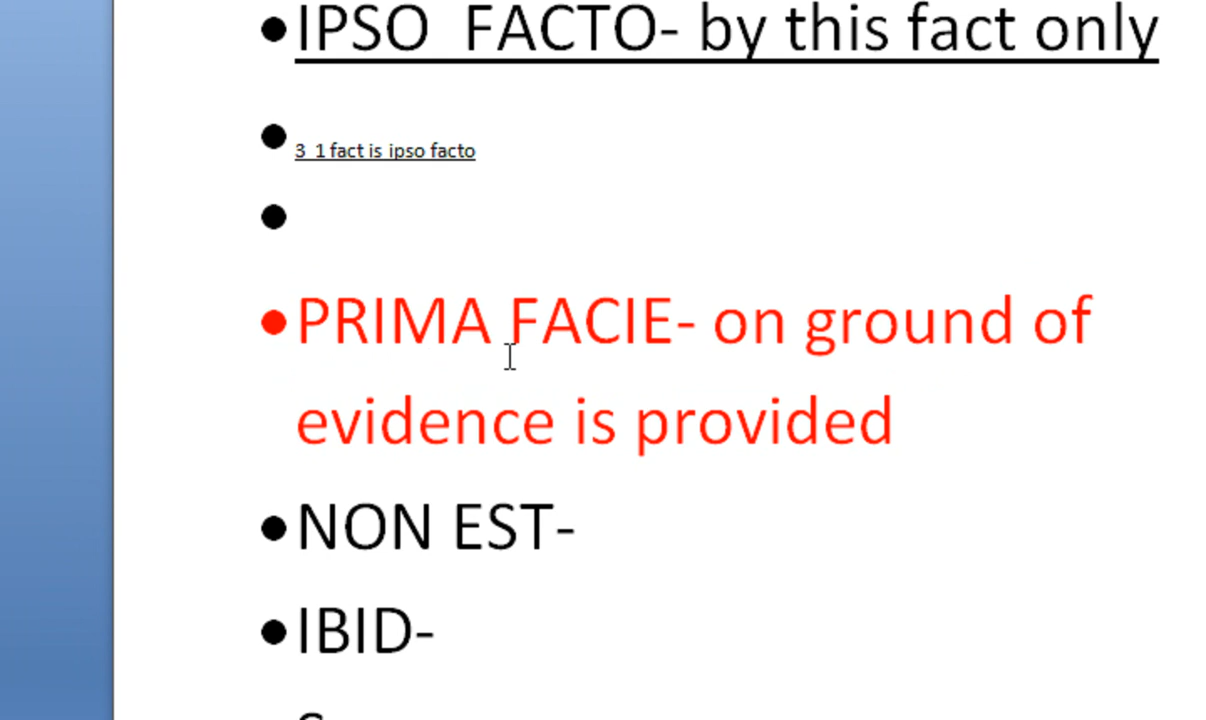 IPSO FACTO- by this fact only
3 1 fact is ipso facto
PRIMA FACIE- on ground of
evidence is provided
NON EST-
IBID-